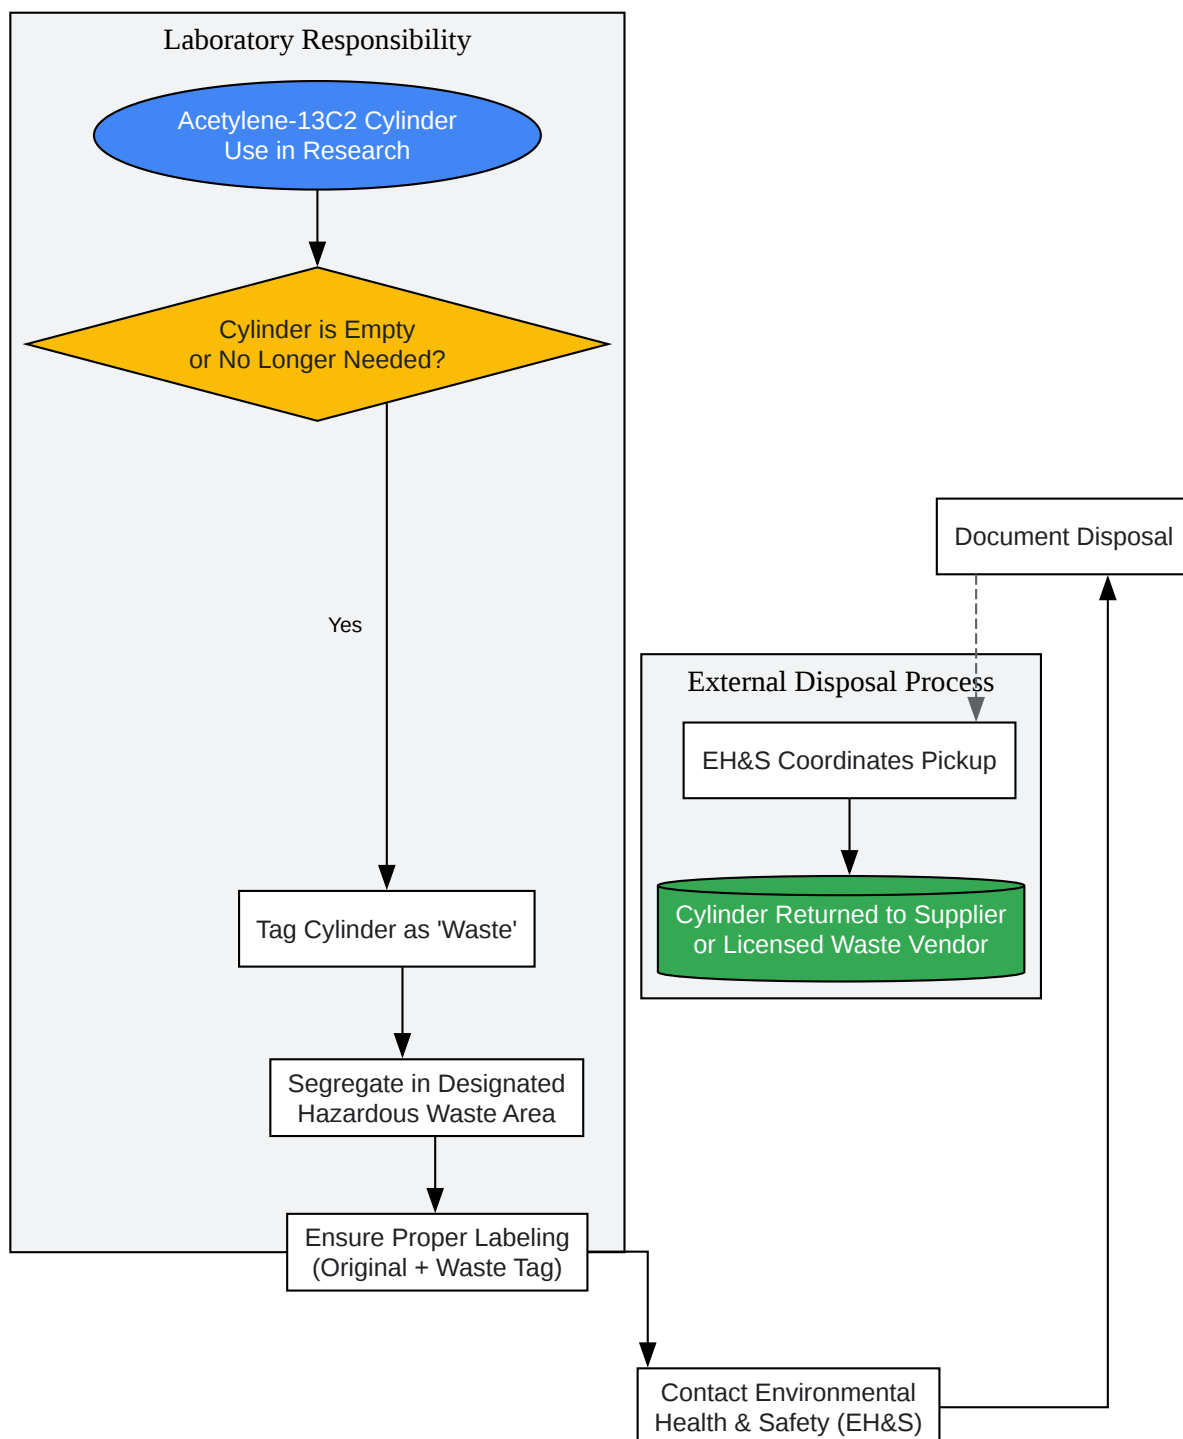 Laboratory Responsibility
Acetylene-13C2 Cylinder
Use in Research
Cylinder is Empty
or No Longer Needed?
Yes
Tag Cylinder as 'Waste'
Segregate in Designated
Hazardous Waste Area
Ensure Proper Labeling
(Original + Waste Tag)
Contact Environmental
Health & Safety (EH&S)
Document Disposal
External Disposal Process
EH&S Coordinates Pickup
Cylinder Returned to Supplier
or Licensed Waste Vendor